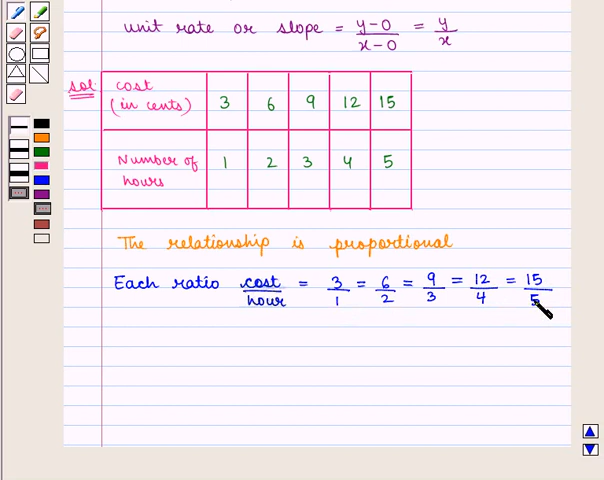 unit rate or slope = y-0/x-0 = y/x
Sol:
cost (in cents) 3 6 9 12 15
Number of hours 1 2 3 4 5
The relationship is proportional
Each ratio cost/hour = 3/1 = 6/2 = 9/3 = 12/4 = 15/5